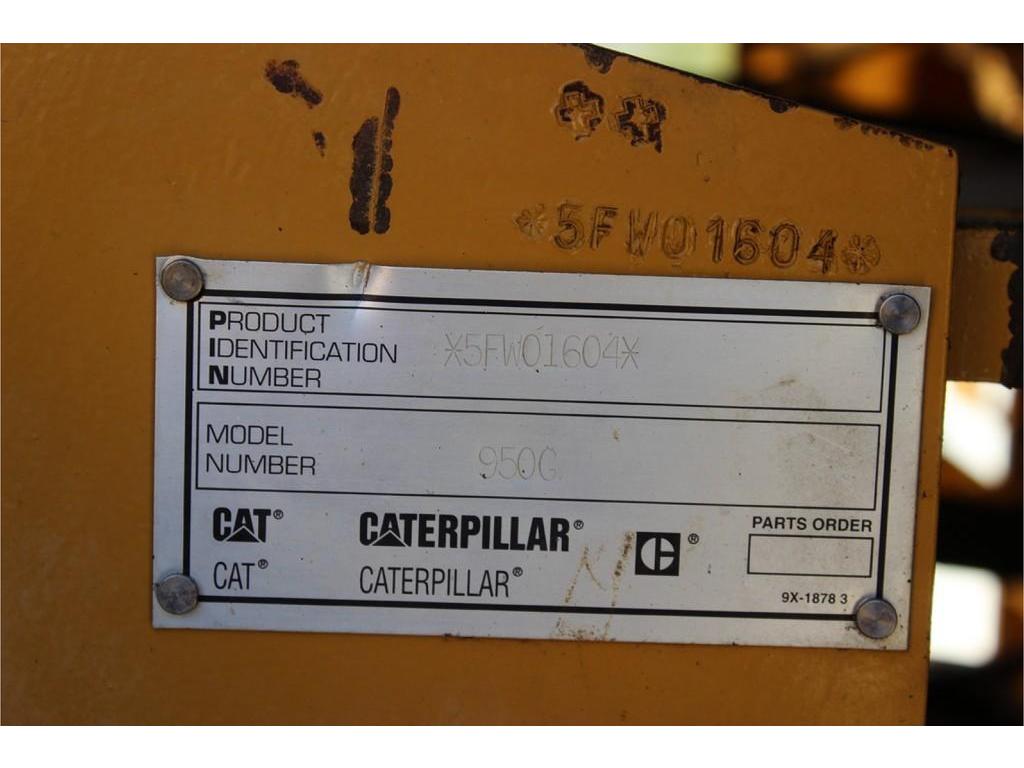 *5FW01604*
PRODUCT
IDENTIFICATION
NUMBER
*5FW01604*
MODEL
NUMBER
950G
CAT® CATERPILLAR® ®
CAT® CATERPILLAR®
PARTS ORDER
9X-1878 3